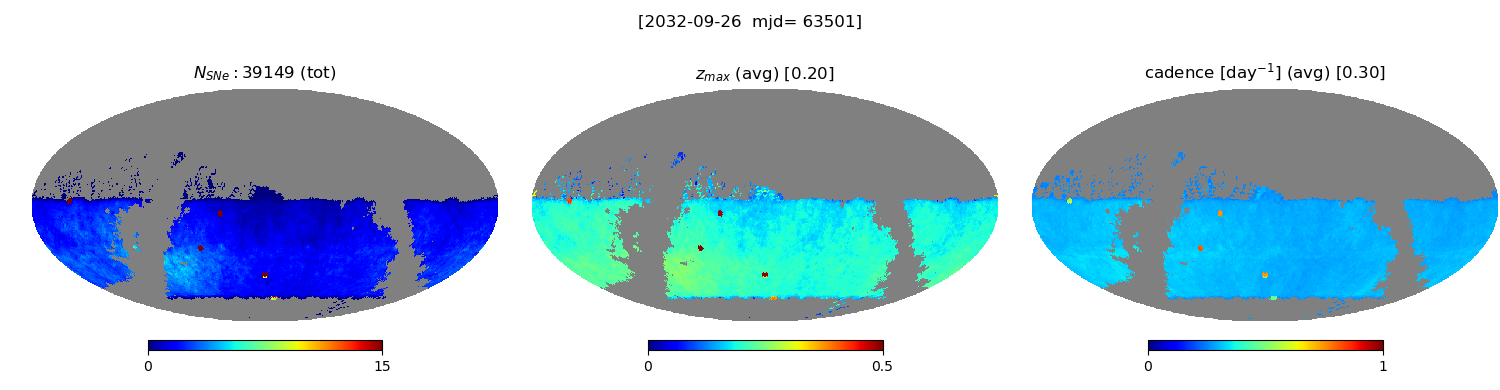 [2032-09-26  mjd= 63501]
N_SNe : 39149 (tot)
z_max (avg) [0.20]
cadence [day⁻¹] (avg) [0.30]
0 15
0 0.5
0 1